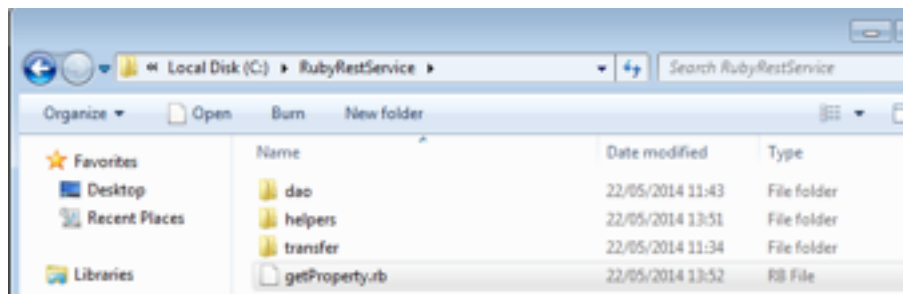 « Local Disk (C:) ▸ RubyRestService ▸ Search RubyRestService
Organize Open Burn New folder
Name Date modified Type
Favorites
Desktop dao 22/05/2014 11:43 File folder
Recent Places helpers 22/05/2014 13:51 File folder
transfer 22/05/2014 11:34 File folder
Libraries getProperty.rb 22/05/2014 13:52 RB File